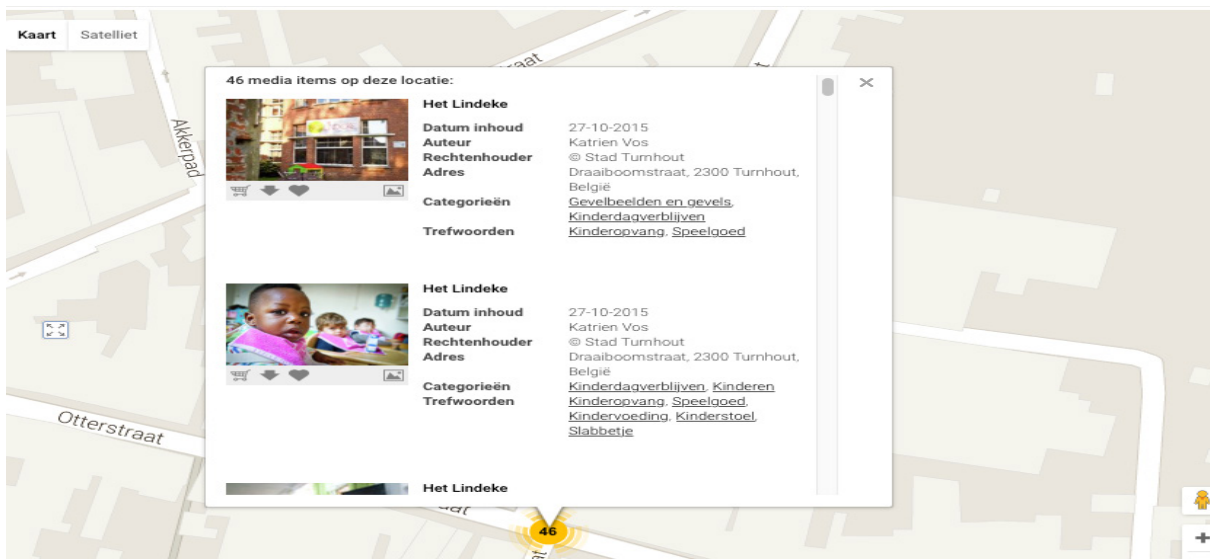 Kaart Satelliet
aat
Akkerpad
46 media items op deze locatie:
Het Lindeke
Datum inhoud 27-10-2015
Auteur Katrien Vos
Rechtenhouder © Stad Turnhout
Adres Draaiboomstraat, 2300 Turnhout,
België
Categorieën Gevelbeelden en gevels,
Kinderdagverblijven
Trefwoorden Kinderopvang, Speelgoed
Het Lindeke
Datum inhoud 27-10-2015
Auteur Katrien Vos
Rechtenhouder © Stad Turnhout
Adres Draaiboomstraat, 2300 Turnhout,
België
Categorieën Kinderdagverblijven, Kinderen
Trefwoorden Kinderopvang, Speelgoed,
Kindervoeding, Kinderstoel,
Slabbetje
Otterstraat
Het Lindeke
46